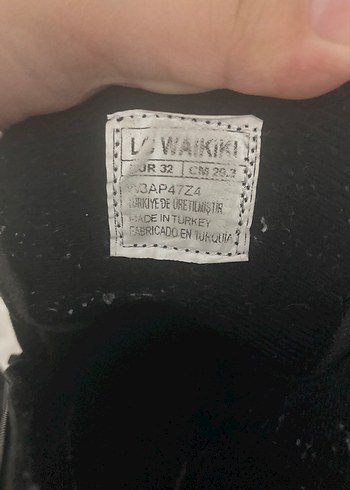 LC WAIKIKI
EUR 32 CM 20.3
W3AP47Z4
TÜRKİYE'DE ÜRETİLMİŞTİR
MADE IN TURKEY
FABRICADO EN TURQUIA